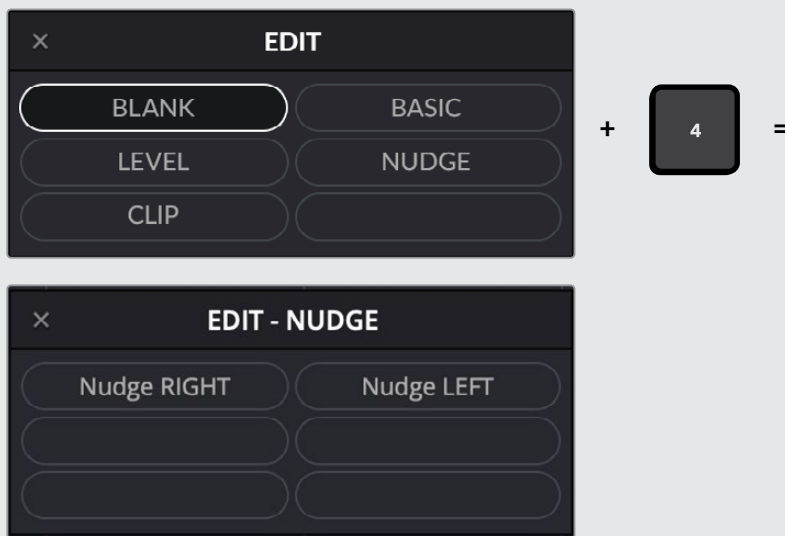 × EDIT
BLANK BASIC
+ 4 =
LEVEL NUDGE
CLIP
× EDIT - NUDGE
Nudge RIGHT Nudge LEFT